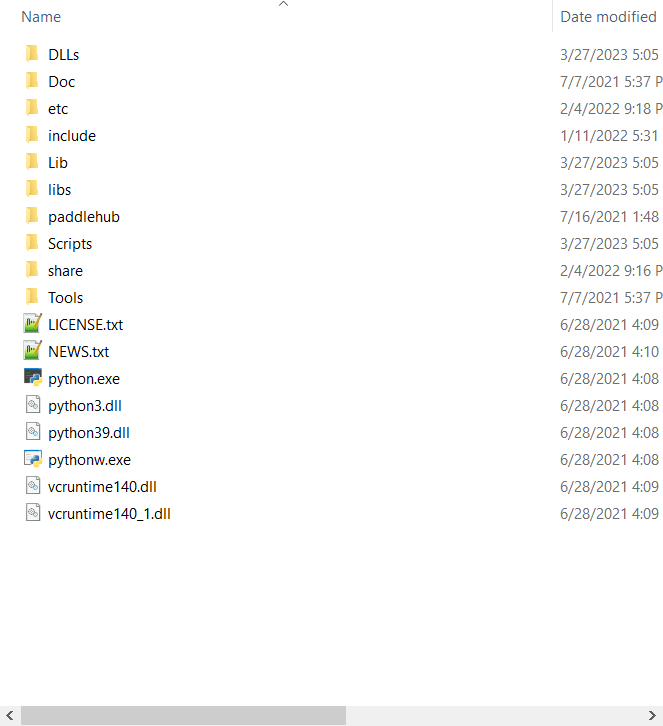 Name Date modified
DLLs 3/27/2023 5:05
Doc 7/7/2021 5:37 P
etc 2/4/2022 9:18 P
include 1/11/2022 5:31
Lib 3/27/2023 5:05
libs 3/27/2023 5:05
paddlehub 7/16/2021 1:48
Scripts 3/27/2023 5:05
share 2/4/2022 9:16 P
Tools 7/7/2021 5:37 P
LICENSE.txt 6/28/2021 4:09
NEWS.txt 6/28/2021 4:10
python.exe 6/28/2021 4:08
python3.dll 6/28/2021 4:08
python39.dll 6/28/2021 4:08
pythonw.exe 6/28/2021 4:08
vcruntime140.dll 6/28/2021 4:09
vcruntime140_1.dll 6/28/2021 4:09